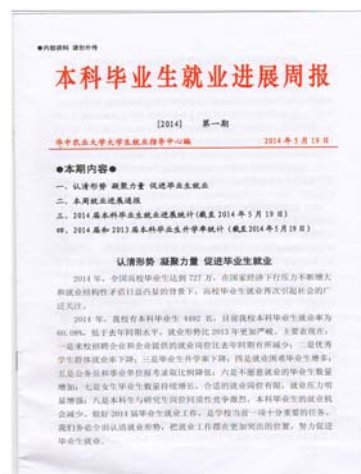 ●内部资料 请勿外传
本科毕业生就业进展周报
[2014] 第一期
华中农业大学大学生就业指导中心编 2014年5月19日
●本期内容●
一、认清形势 凝聚力量 促进毕业生就业
二、本周就业进展通报
三、2014届本科毕业生就业进展统计(截至2014年5月19日)
四、2014届和2013届本科毕业生升学率统计(截至2014年5月19日)
认清形势 凝聚力量 促进毕业生就业
2014年，全国高校毕业生达到727万，在国家经济下行压力不断增大
和就业结构性矛盾日益凸显的背景下，高校毕业生就业再次引起社会的广
泛关注。
2014年，我校有本科毕业生4492名，目前我校本科毕业生就业率为
60.08%，低于去年同期水平，就业形势比2013年更加严峻，主要表现在：
一是来校招聘企业和企业提供的就业岗位比去年同期有所减少；二是优秀
学生群体就业率下降；三是毕业生升学率下降；四是就业困难毕业生增多；
五是公务员和事业单位报考录取比例降低；六是不愿意就业的毕业生数量
增加；七是女生毕业生数量持续增长，合适的就业岗位有限，就业压力明
显增强；八是本科生与研究生岗位同质性竞争激烈，本科毕业生的就业机
会减少。做好2014届毕业生就业工作，是学校当前一项十分重要的任务。
我们务必全面认清就业形势，把就业工作摆在更加突出的位置，努力促进
毕业生就业。